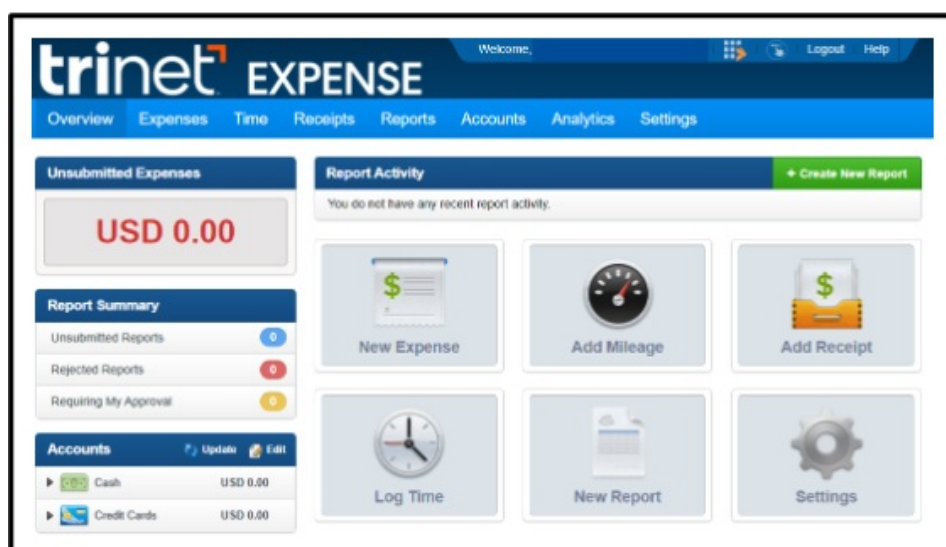 trinet EXPENSE
Welcome,
Logout Help
Overview Expenses Time Receipts Reports Accounts Analytics Settings
Unsubmitted Expenses
USD 0.00
Report Summary
Unsubmitted Reports 0
Rejected Reports 0
Requiring My Approval 0
Accounts Update Edit
Cash USD 0.00
Credit Cards USD 0.00
Report Activity + Create New Report
You do not have any recent report activity.
$
New Expense
Add Mileage
$
Add Receipt
Log Time
New Report
Settings